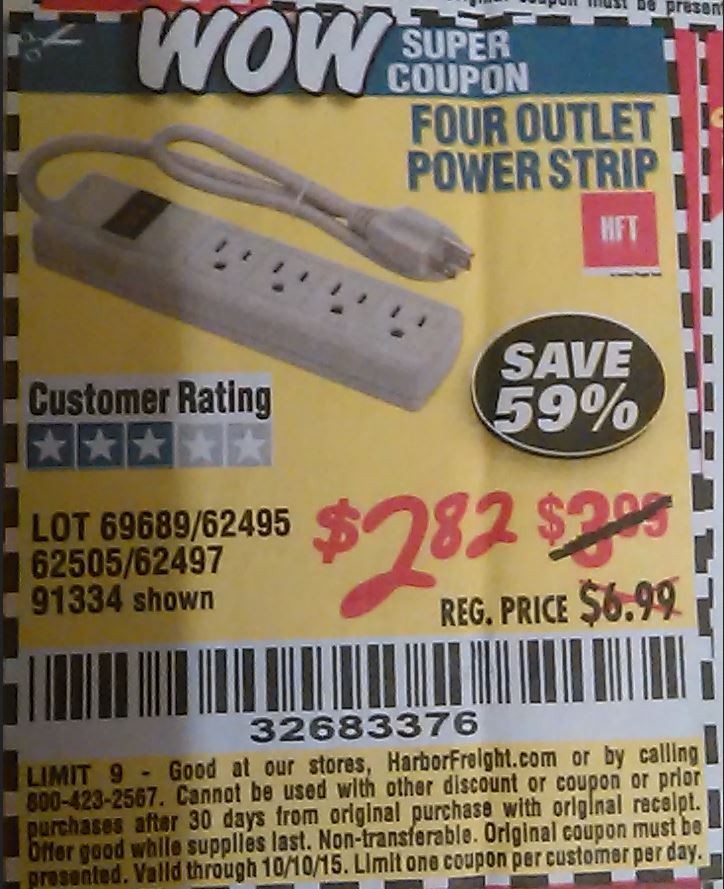 coupon must be present
WOW SUPER COUPON
FOUR OUTLET
POWER STRIP
HFT
SAVE
59%
Customer Rating
LOT 69689/62495
62505/62497
91334 shown
$2.82
$3.99
REG. PRICE $6.99
32683376
LIMIT 9 - Good at our stores, HarborFreight.com or by calling
800-423-2567. Cannot be used with other discount or coupon or prior
purchases after 30 days from original purchase with original receipt.
Offer good while supplies last. Non-transferable. Original coupon must be
presented. Valid through 10/10/15. Limit one coupon per customer per day.